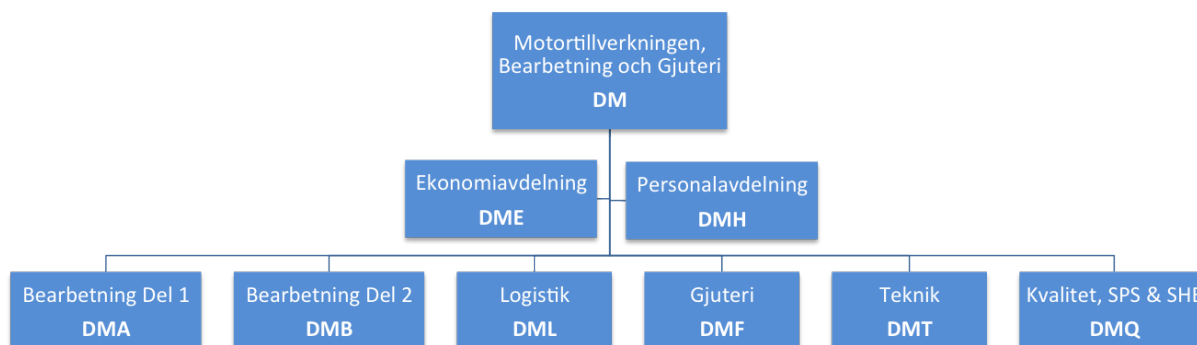 Motortillverkningen,
Bearbetning och Gjuteri
DM
Ekonomiavdelning
DME
Personalavdelning
DMH
Bearbetning Del 1
DMA
Bearbetning Del 2
DMB
Logistik
DML
Gjuteri
DMF
Teknik
DMT
Kvalitet, SPS & SHE
DMQ